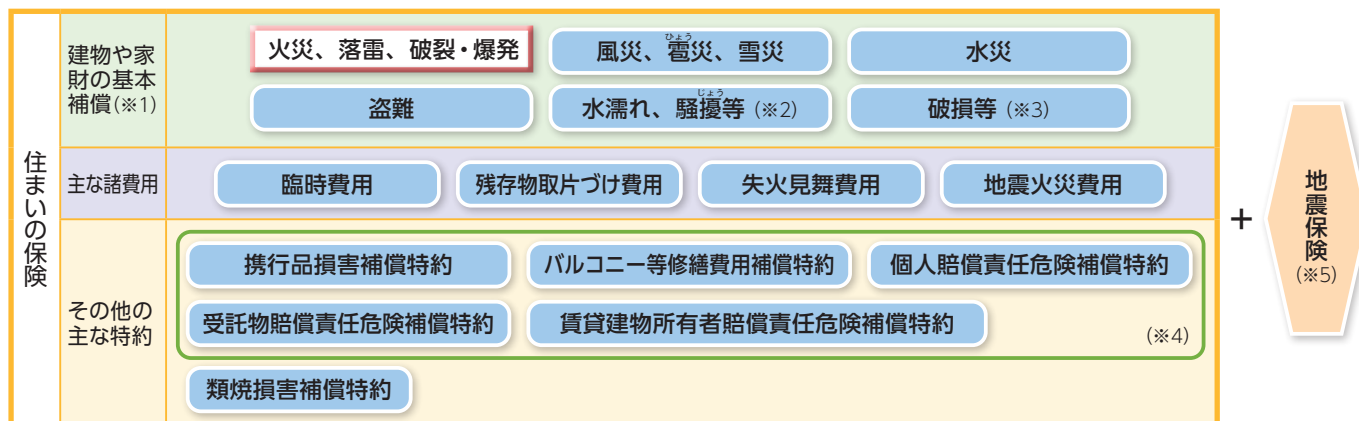 住まいの保険
建物や家
財の基本
補償(※1)
火災、落雷、破裂・爆発
ひょう
風災、雹災、雪災
水災
盗難
じょう
水濡れ、騒擾等 (※2)
破損等 (※3)
主な諸費用
臨時費用
残存物取片づけ費用
失火見舞費用
地震火災費用
その他の
主な特約
携行品損害補償特約
バルコニー等修繕費用補償特約
個人賠償責任危険補償特約
受託物賠償責任危険補償特約
賃貸建物所有者賠償責任危険補償特約
(※4)
類焼損害補償特約
+
地震保険
(※5)